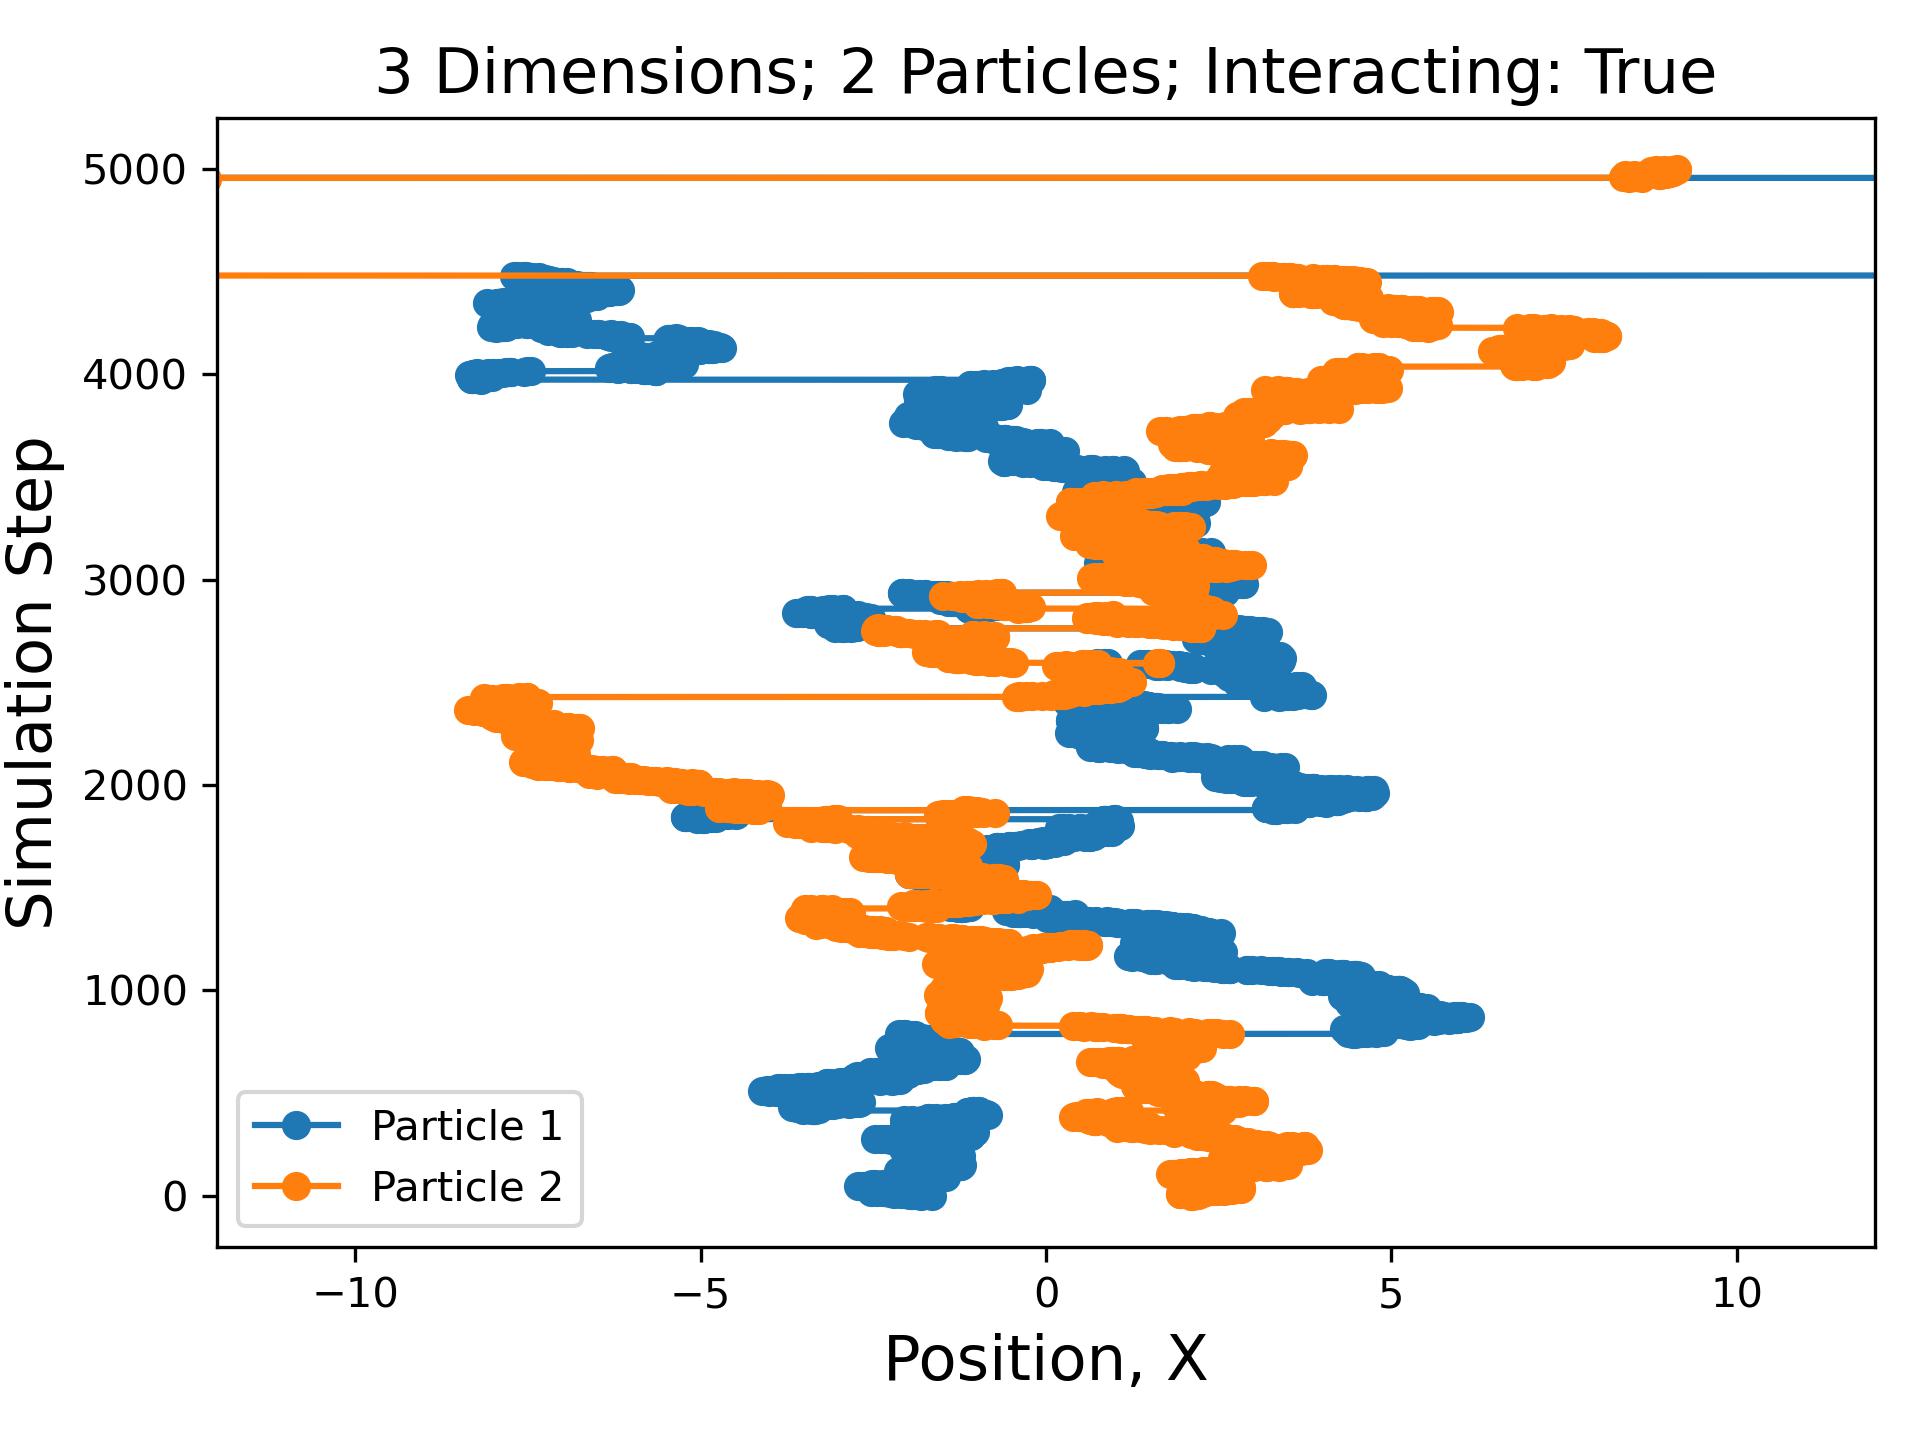 3 Dimensions; 2 Particles; Interacting: True
Simulation Step
5000
4000
3000
2000
1000
0
Particle 1
Particle 2
−10
−5
0
5
10
Position, X